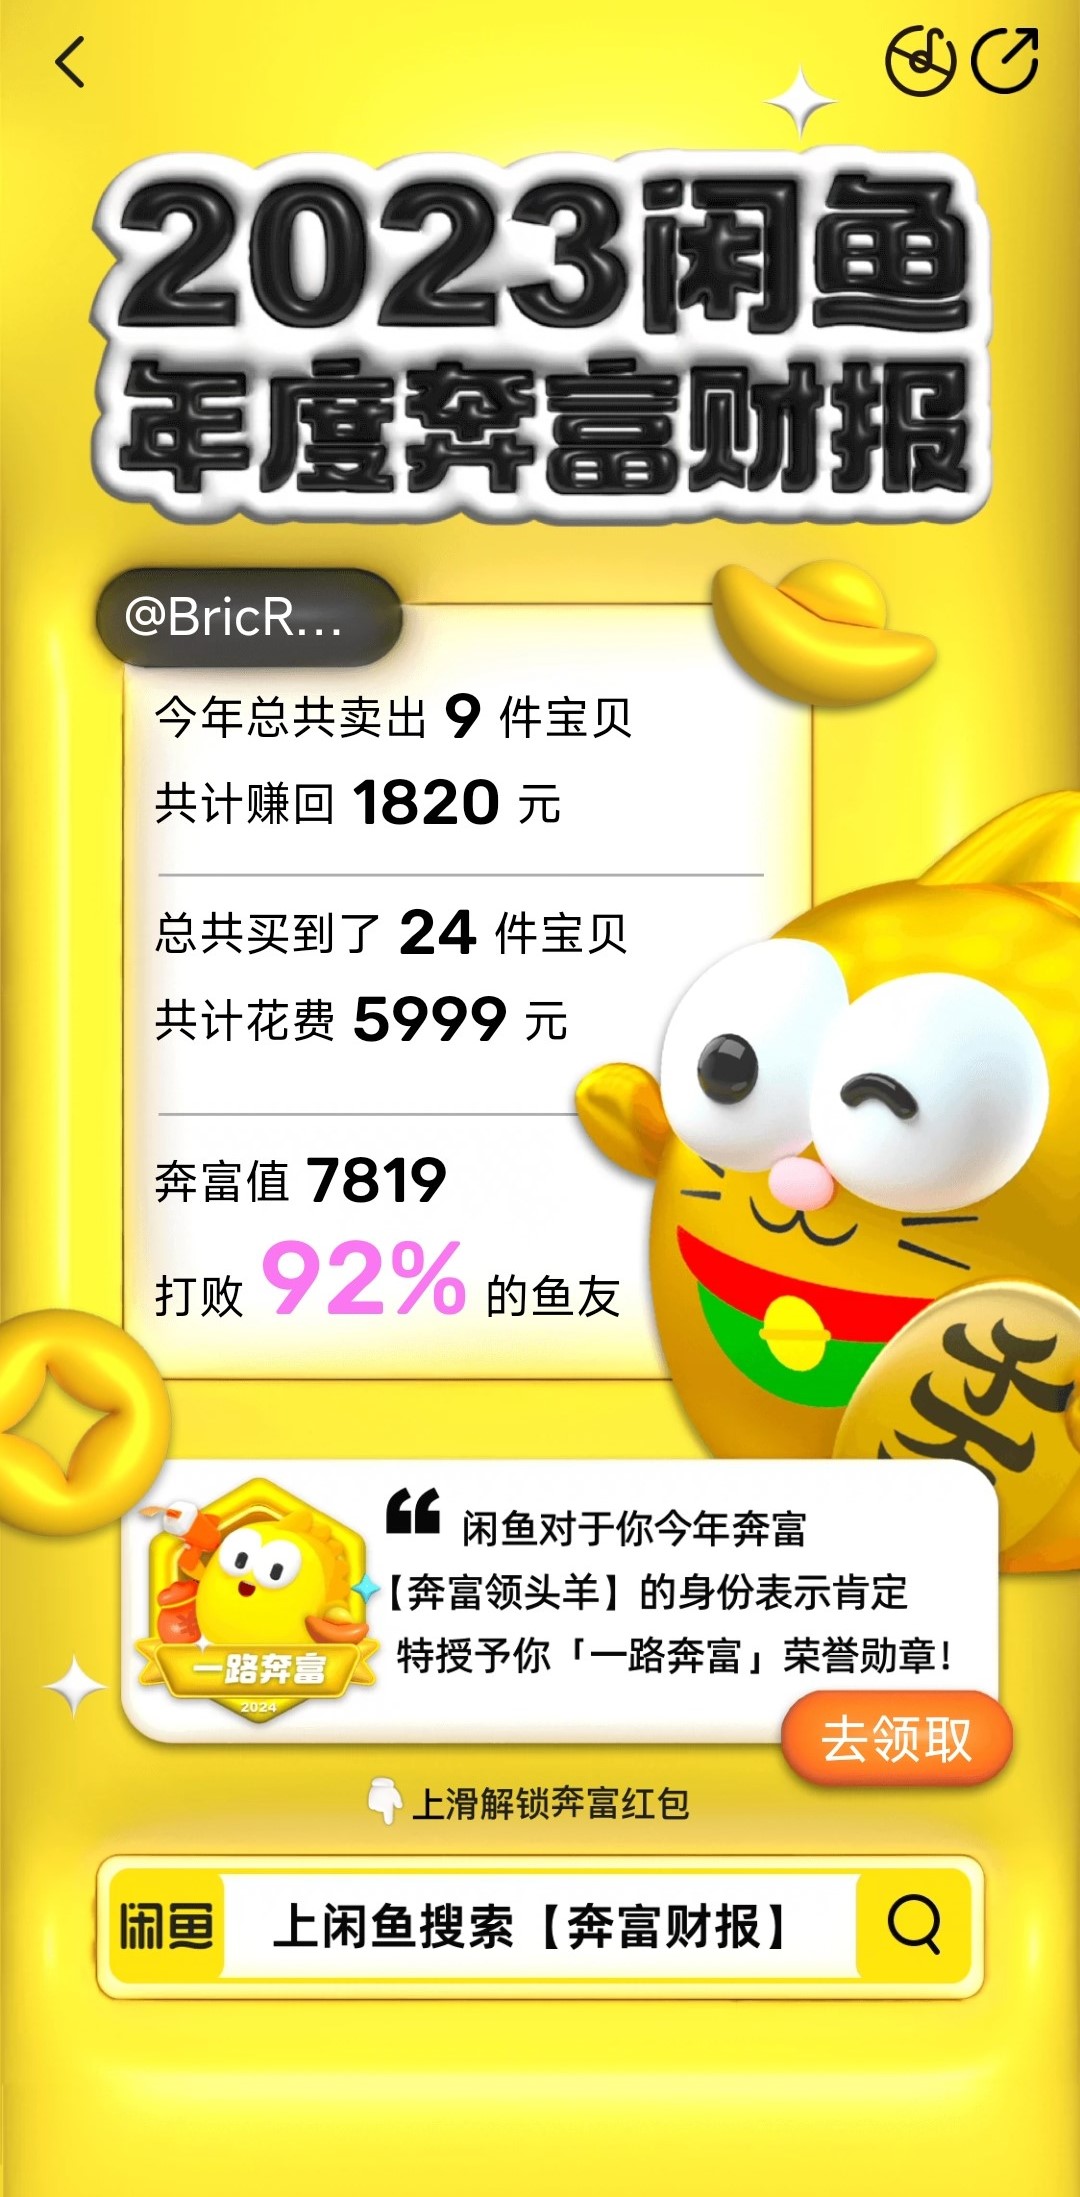 2023闲鱼
年度奔富财报
@BricR...
今年总共卖出 9 件宝贝
共计赚回 1820 元
总共买到了 24 件宝贝
共计花费 5999 元
奔富值 7819
打败 92% 的鱼友
“ 闲鱼对于你今年奔富
【奔富领头羊】的身份表示肯定
特授予你「一路奔富」荣誉勋章!
一路奔富
2024
去领取
上滑解锁奔富红包
闲鱼 上闲鱼搜索【奔富财报】